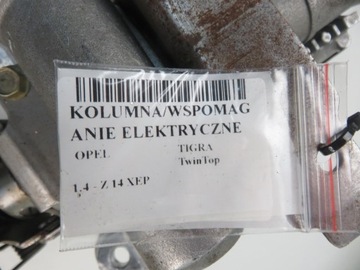 KOLUMNA/WSPOMAG
ANIE ELEKTRYCZNE
OPEL TIGRA
TwinTop
1.4 - Z 14 XEP